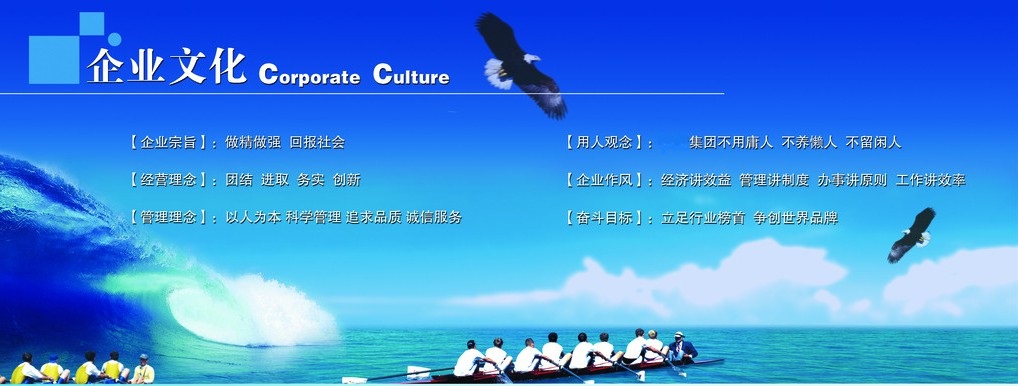 企业文化 Corporate Culture
【企业宗旨】：做精做强 回报社会
【经营理念】：团结 进取 务实 创新
【管理理念】：以人为本 科学管理 追求品质 诚信服务
【用人观念】： 集团不用庸人 不养懒人 不留闲人
【企业作风】：经济讲效益 管理讲制度 办事讲原则 工作讲效率
【奋斗目标】：立足行业榜首 争创世界品牌